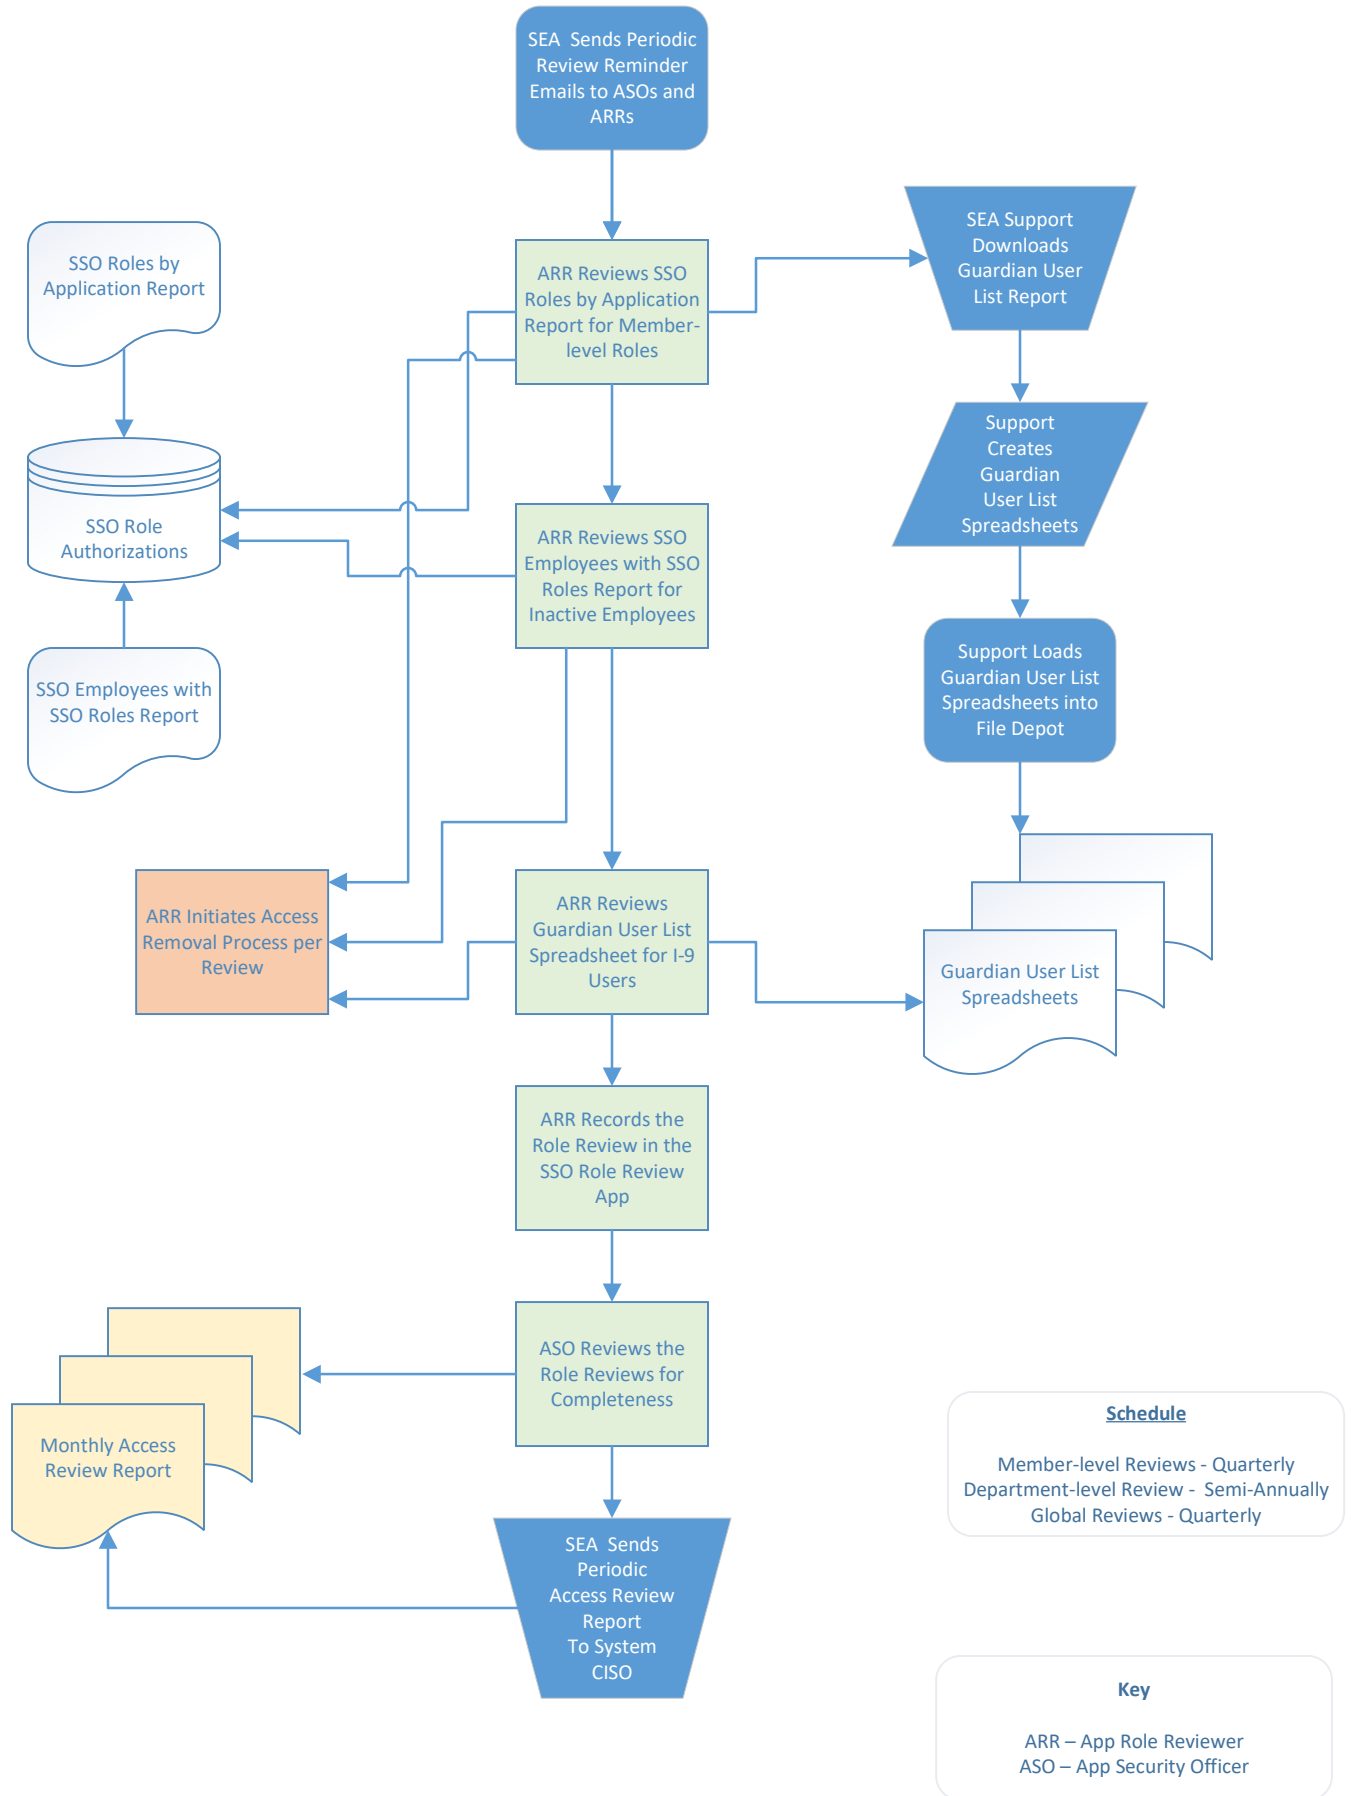 SEA Sends Periodic
Review Reminder
Emails to ASOs and
ARRs
SEA Support
Downloads
Guardian User
List Report
SSO Roles by
Application Report
ARR Reviews SSO
Roles by Application
Report for Member-
level Roles
Support
Creates
Guardian
User List
Spreadsheets
SSO Role
Authorizations
ARR Reviews SSO
Employees with SSO
Roles Report for
Inactive Employees
SSO Employees with
SSO Roles Report
Support Loads
Guardian User List
Spreadsheets into
File Depot
ARR Initiates Access
Removal Process per
Review
ARR Reviews
Guardian User List
Spreadsheet for I-9
Users
Guardian User List
Spreadsheets
ARR Records the
Role Review in the
SSO Role Review
App
ASO Reviews the
Role Reviews for
Completeness
Monthly Access
Review Report
Schedule
Member-level Reviews - Quarterly
Department-level Review - Semi-Annually
Global Reviews - Quarterly
SEA Sends
Periodic
Access Review
Report
To System
CISO
Key
ARR – App Role Reviewer
ASO – App Security Officer